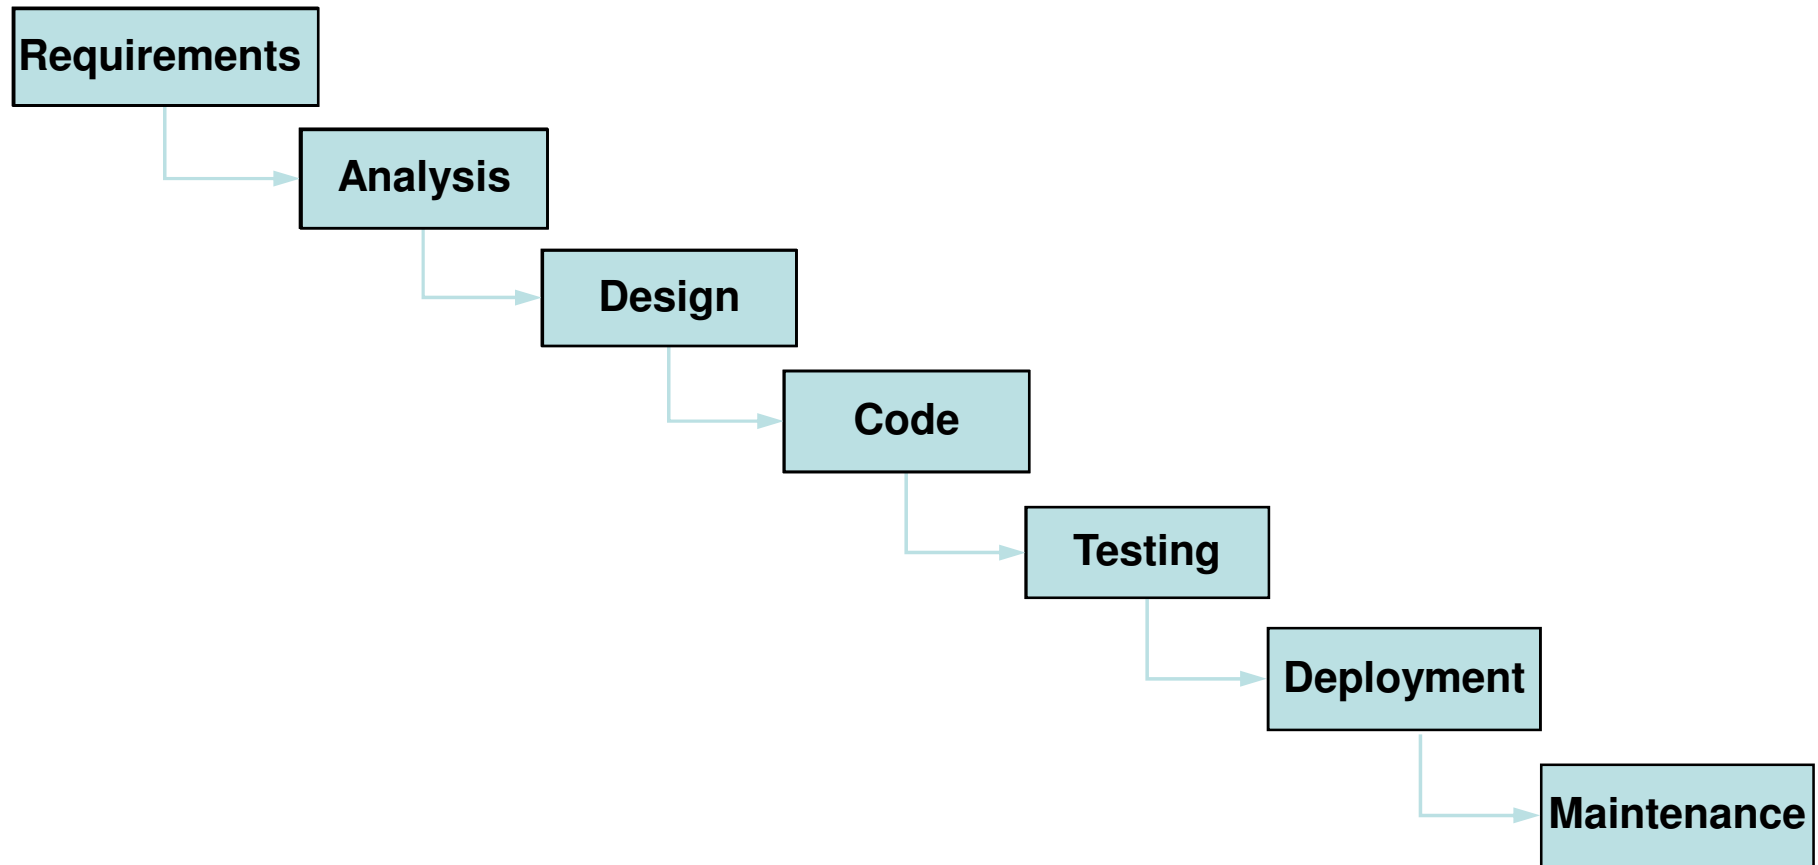 Requirements
Analysis
Design
Code
Testing
Deployment
Maintenance